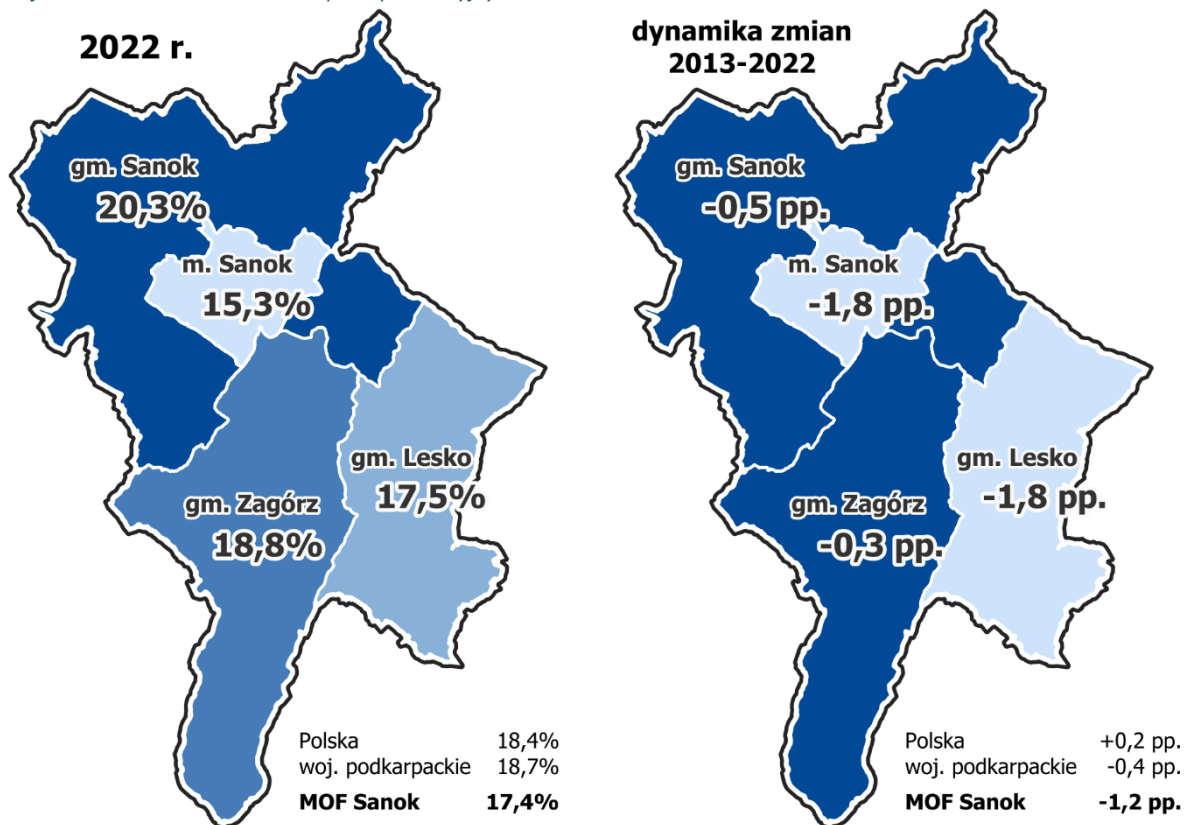 2022 r.
gm. Sanok
20,3%
m. Sanok
15,3%
gm. Lesko
17,5%
gm. Zagórz
18,8%
Polska 18,4%
woj. podkarpackie 18,7%
MOF Sanok 17,4%
dynamika zmian
2013-2022
gm. Sanok
-0,5 pp.
m. Sanok
-1,8 pp.
gm. Lesko
-1,8 pp.
gm. Zagórz
-0,3 pp.
Polska +0,2 pp.
woj. podkarpackie -0,4 pp.
MOF Sanok -1,2 pp.